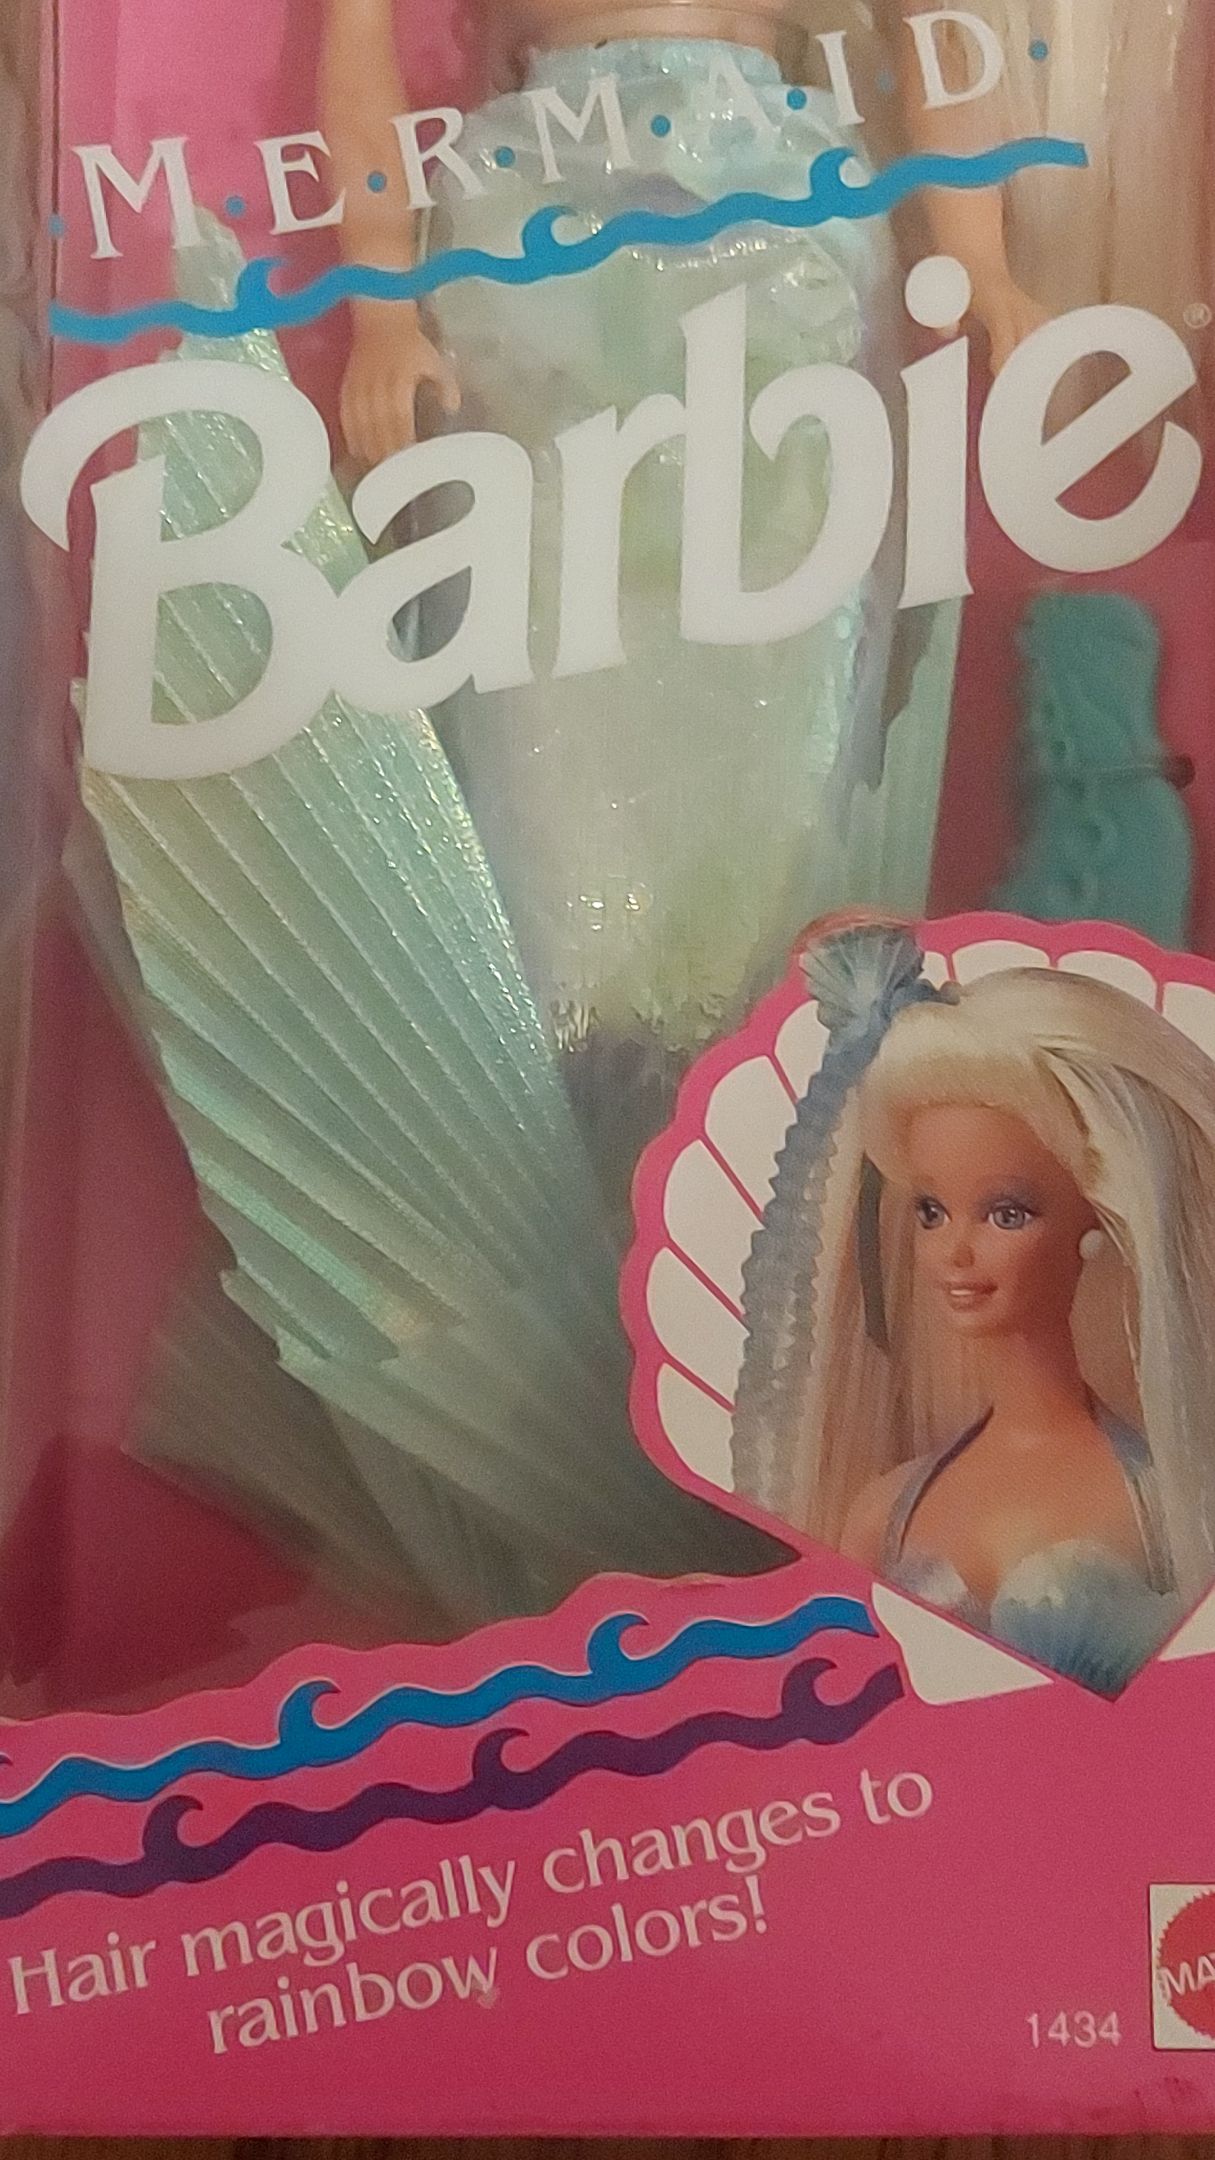 M·E·R·M·A·I·D
Barbie®
Hair magically changes to
rainbow colors!
1434